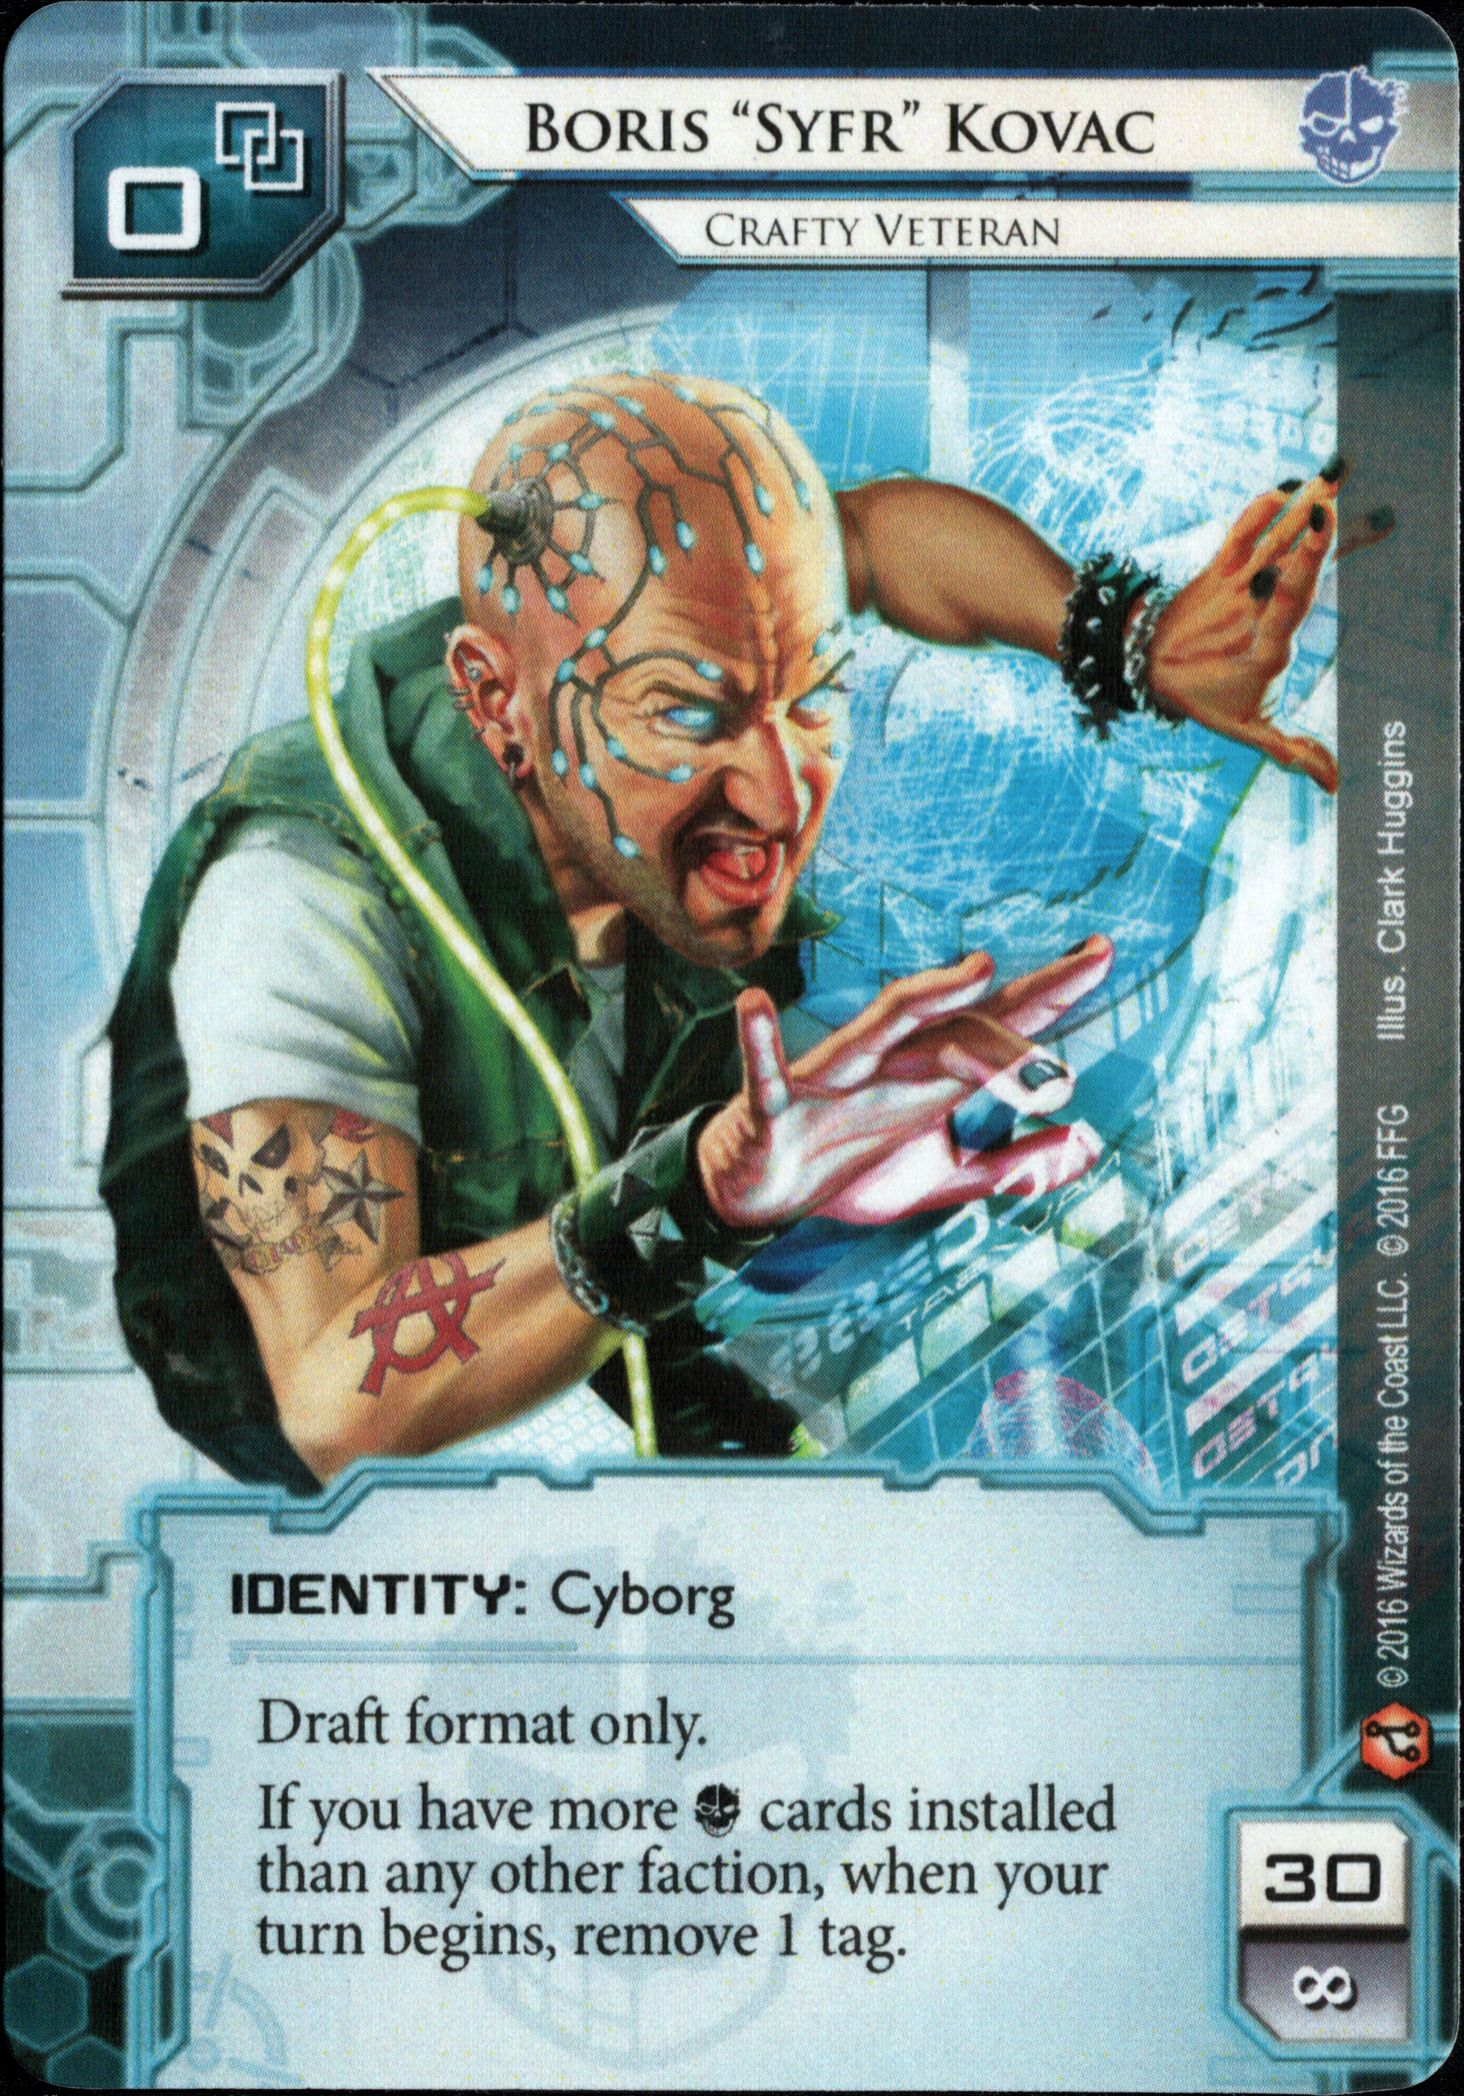 0
BORIS “SYFR” KOVAC
CRAFTY VETERAN
CHAOS
Illus. Clark Huggins
© 2016 Wizards of the Coast LLC. © 2016 FFG
IDENTITY: Cyborg
Draft format only.
If you have more cards installed
than any other faction, when your
turn begins, remove 1 tag.
30
∞